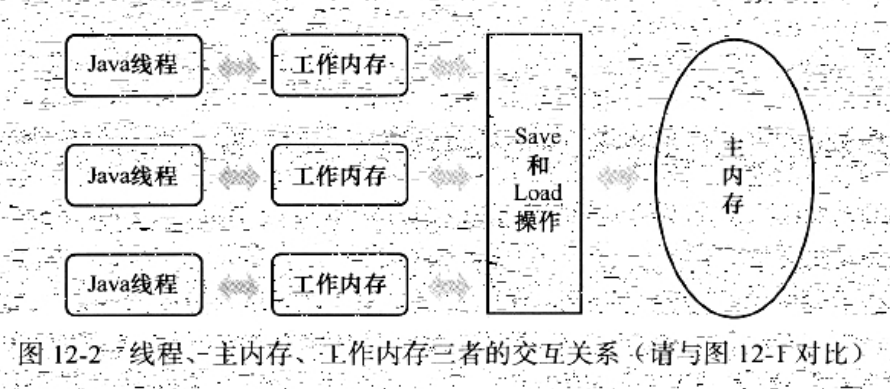 Java线程
工作内存
Java线程
工作内存
Java线程
工作内存
Save
和
Load
操作
主
内
存
图 12-2 线程、主内存、工作内存三者的交互关系（请与图 12-1 对比）